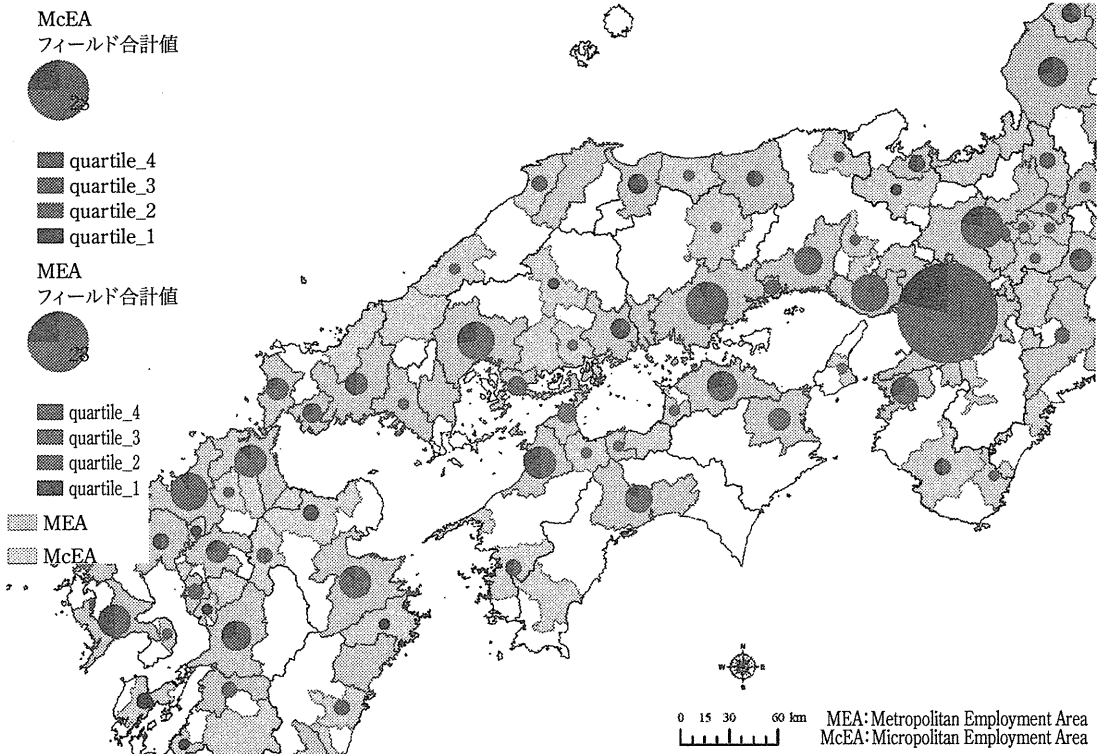 McEA
フィールド合計値
23
quartile_4
quartile_3
quartile_2
quartile_1
MEA
フィールド合計値
23
quartile_4
quartile_3
quartile_2
quartile_1
MEA
McEA
N
W E
S
0 15 30 60 km
MEA：Metropolitan Employment Area
McEA：Micropolitan Employment Area